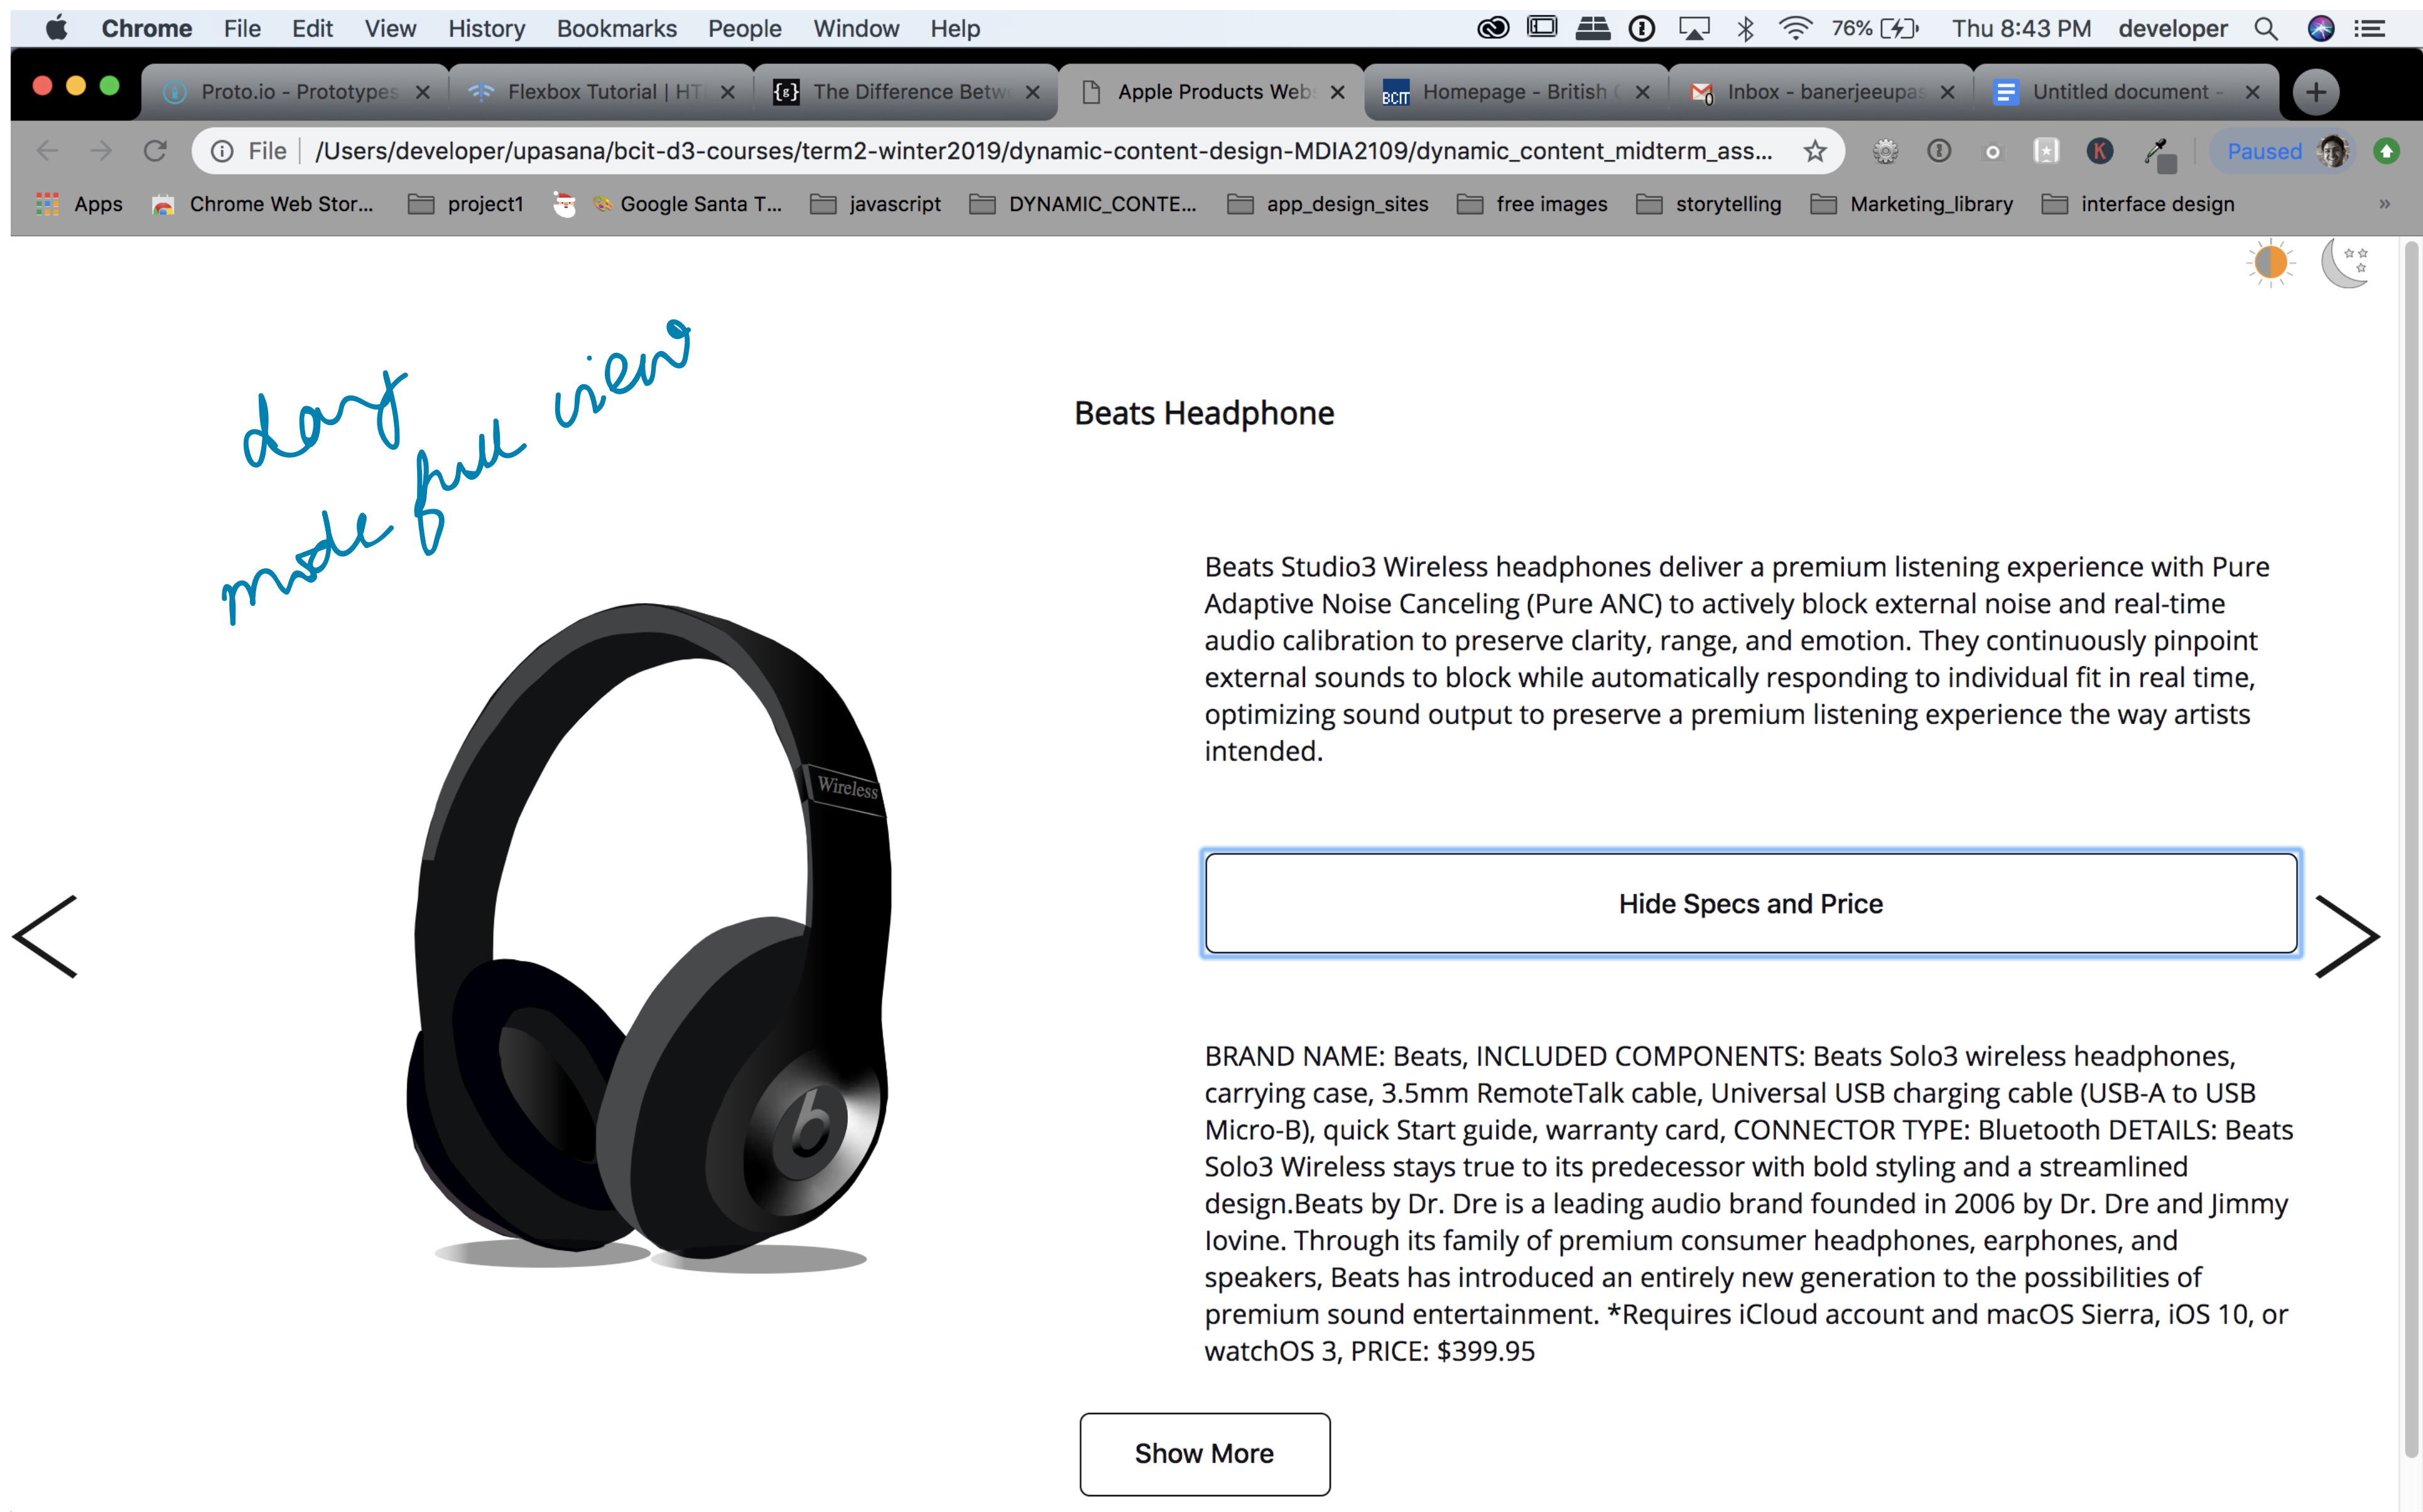 Chrome File Edit View History Bookmarks People Window Help 76% Thu 8:43 PM developer
Proto.io - Prototypes Flexbox Tutorial | HT The Difference Betw Apple Products Web Homepage - British Inbox - banerjeeupas Untitled document -
File /Users/developer/upasana/bcit-d3-courses/term2-winter2019/dynamic-content-design-MDIA2109/dynamic_content_midterm_ass... Paused
Apps Chrome Web Stor... project1 Google Santa T... javascript DYNAMIC_CONTE... app_design_sites free images storytelling Marketing_library interface design »
day
mode full view
Beats Headphone
Beats Studio3 Wireless headphones deliver a premium listening experience with Pure
Adaptive Noise Canceling (Pure ANC) to actively block external noise and real-time
audio calibration to preserve clarity, range, and emotion. They continuously pinpoint
external sounds to block while automatically responding to individual fit in real time,
optimizing sound output to preserve a premium listening experience the way artists
intended.
Wireless
b
Hide Specs and Price
BRAND NAME: Beats, INCLUDED COMPONENTS: Beats Solo3 wireless headphones,
carrying case, 3.5mm RemoteTalk cable, Universal USB charging cable (USB-A to USB
Micro-B), quick Start guide, warranty card, CONNECTOR TYPE: Bluetooth DETAILS: Beats
Solo3 Wireless stays true to its predecessor with bold styling and a streamlined
design.Beats by Dr. Dre is a leading audio brand founded in 2006 by Dr. Dre and Jimmy
Iovine. Through its family of premium consumer headphones, earphones, and
speakers, Beats has introduced an entirely new generation to the possibilities of
premium sound entertainment. *Requires iCloud account and macOS Sierra, iOS 10, or
watchOS 3, PRICE: $399.95
Show More